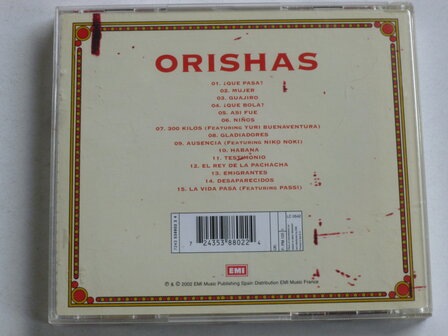 ORISHAS
01. ¿QUE PASA?
02. MUJER
03. GUAJIRO
04. ¿QUE BOLA?
05. ASI FUE
06. NIÑOS
07. 300 KILOS (FEATURING YURI BUENAVENTURA)
08. GLADIADORES
09. AUSENCIA (FEATURING NIKO NOKI)
10. HABANA
11. TESTIMONIO
12. EL REY DE LA PACHACHA
13. EMIGRANTES
14. DESAPARECIDOS
15. LA VIDA PASA (FEATURING PASSI)
7 24353 88022 4
EMI
℗ & © 2002 EMI Music Publishing Spain Distribution EMI Music France